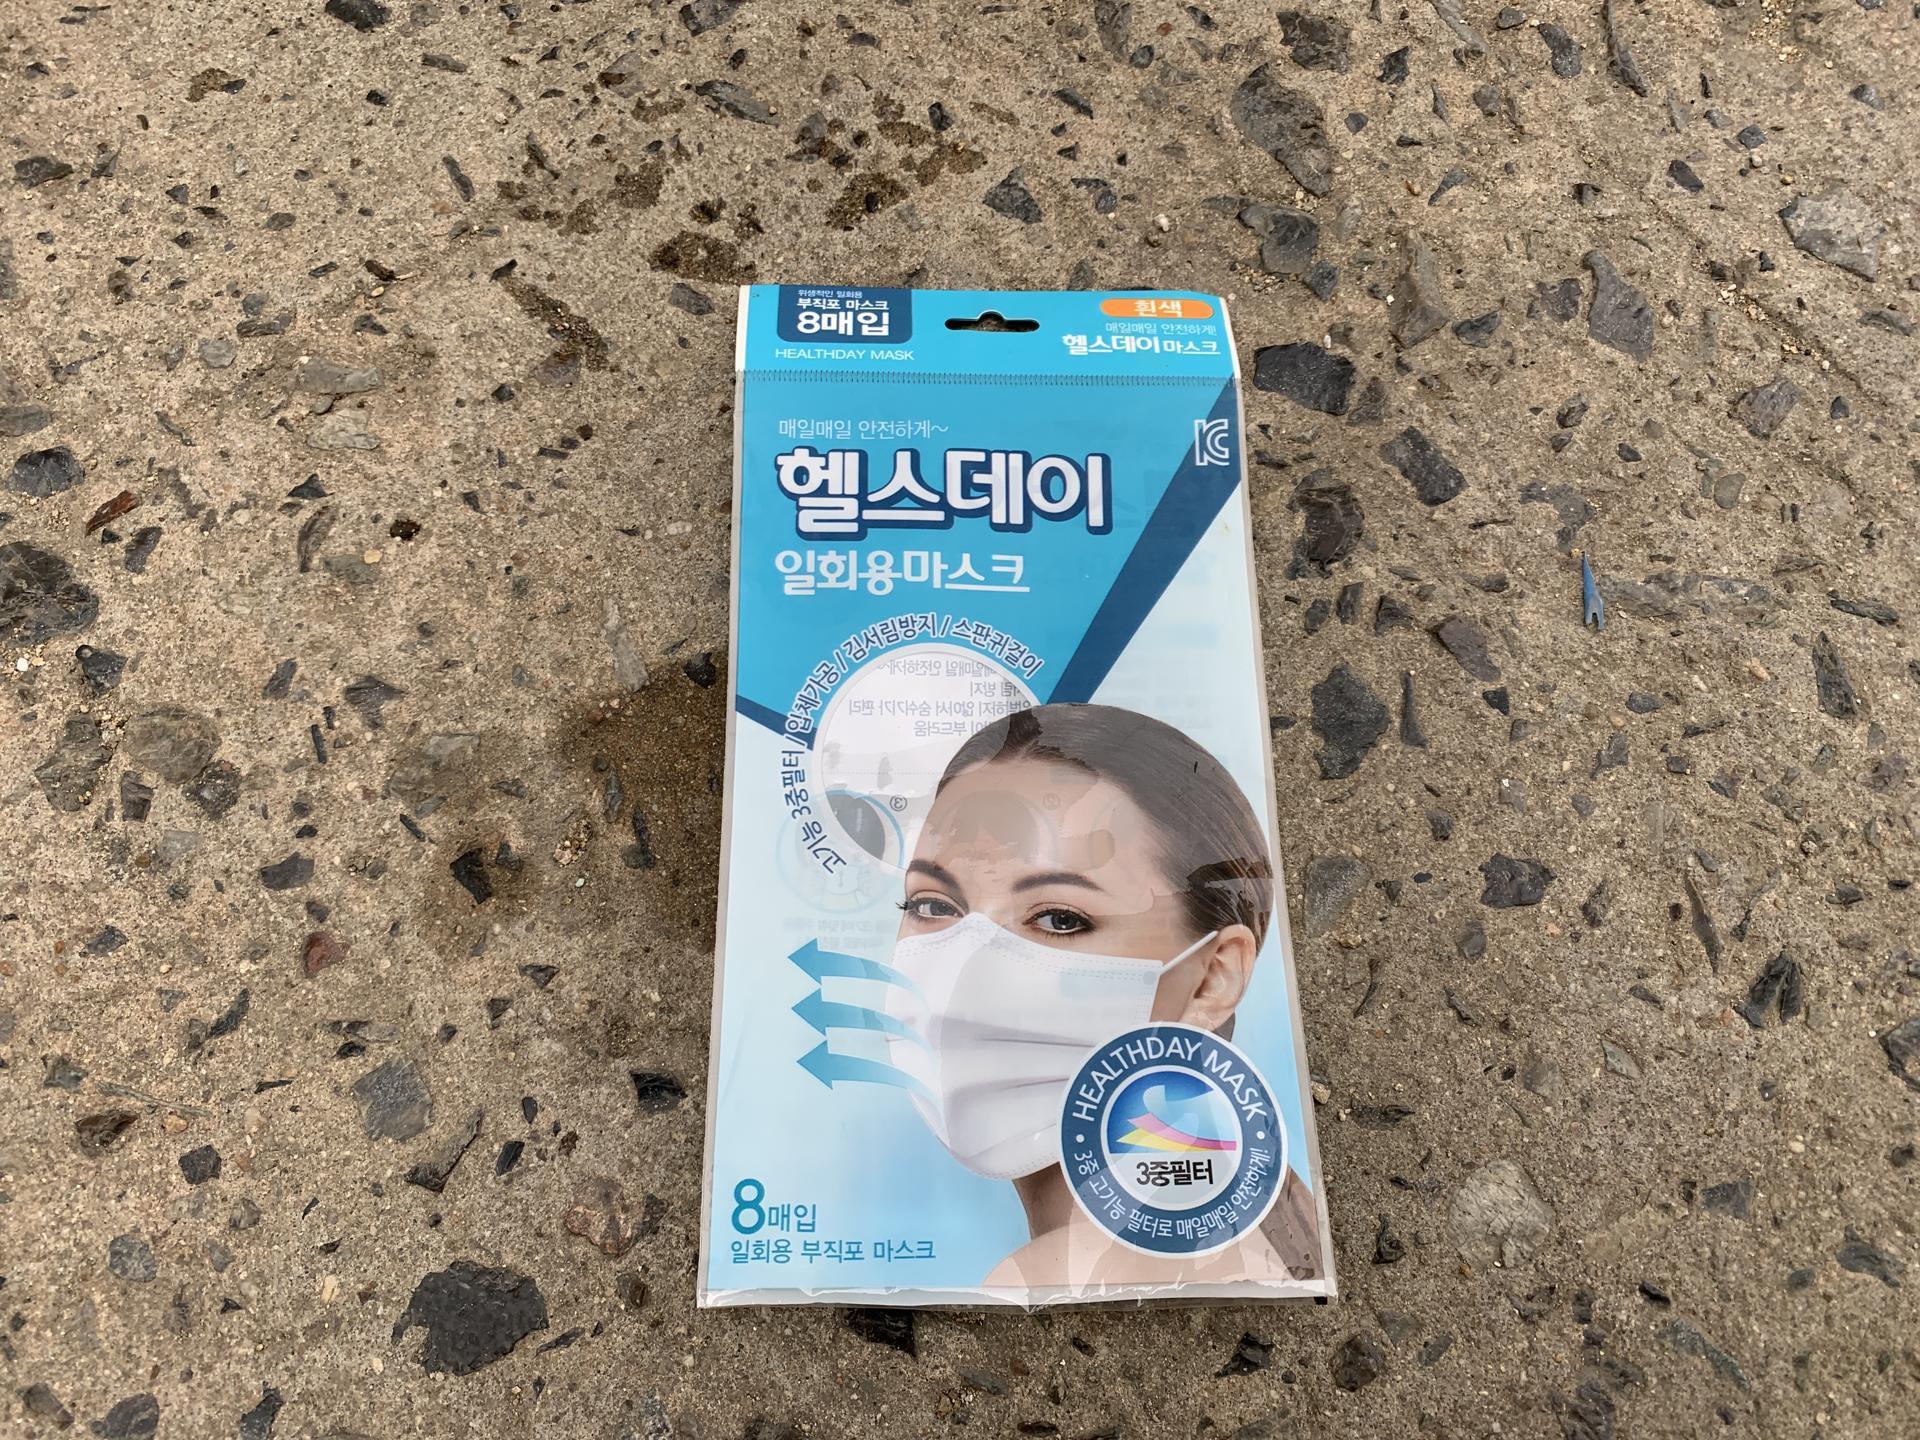 위생적인 일회용
부직포 마스크
8매입
HEALTHDAY MASK
흰색
매일매일 안전하게!
헬스데이마스크
매일매일 안전하게~
헬스데이
일회용마스크
고기능 3중필터 / 입체가공 / 김서림방지 / 스판귀걸이
HEALTHDAY MASK
3중필터
3중 고기능 필터로 매일매일 안전하게!
8매입
일회용 부직포 마스크